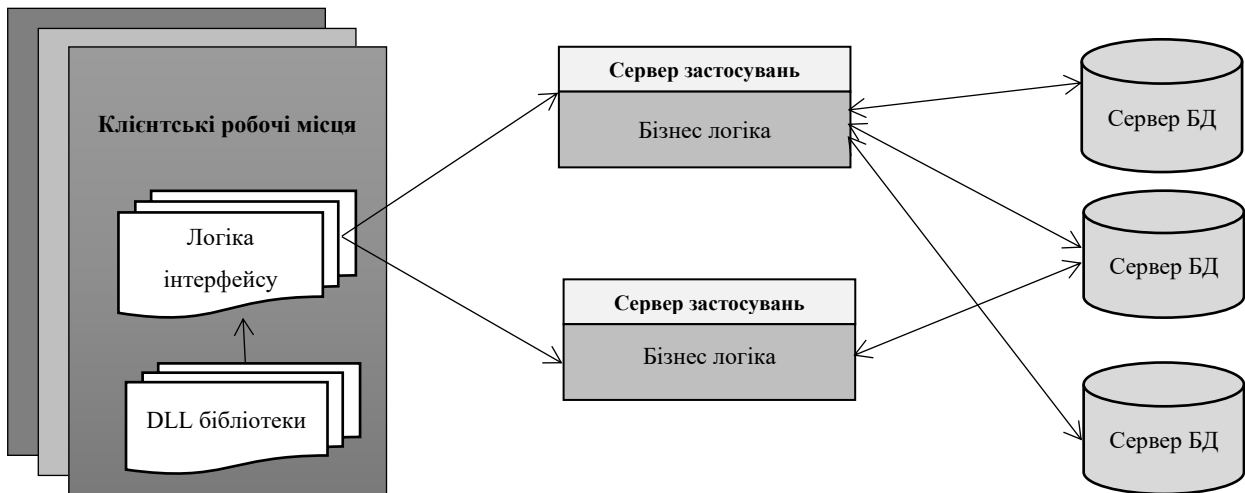 Клієнтські робочі місця
Логіка
інтерфейсу
DLL бібліотеки
Сервер застосувань
Бізнес логіка
Сервер застосувань
Бізнес логіка
Сервер БД
Сервер БД
Сервер БД